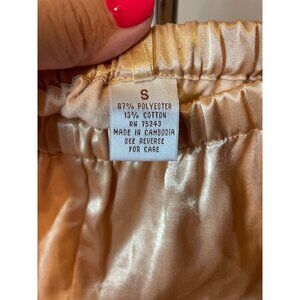 S
87% POLYESTER
13% COTTON
RN 75343
MADE IN CAMBODIA
SEE REVERSE
FOR CARE